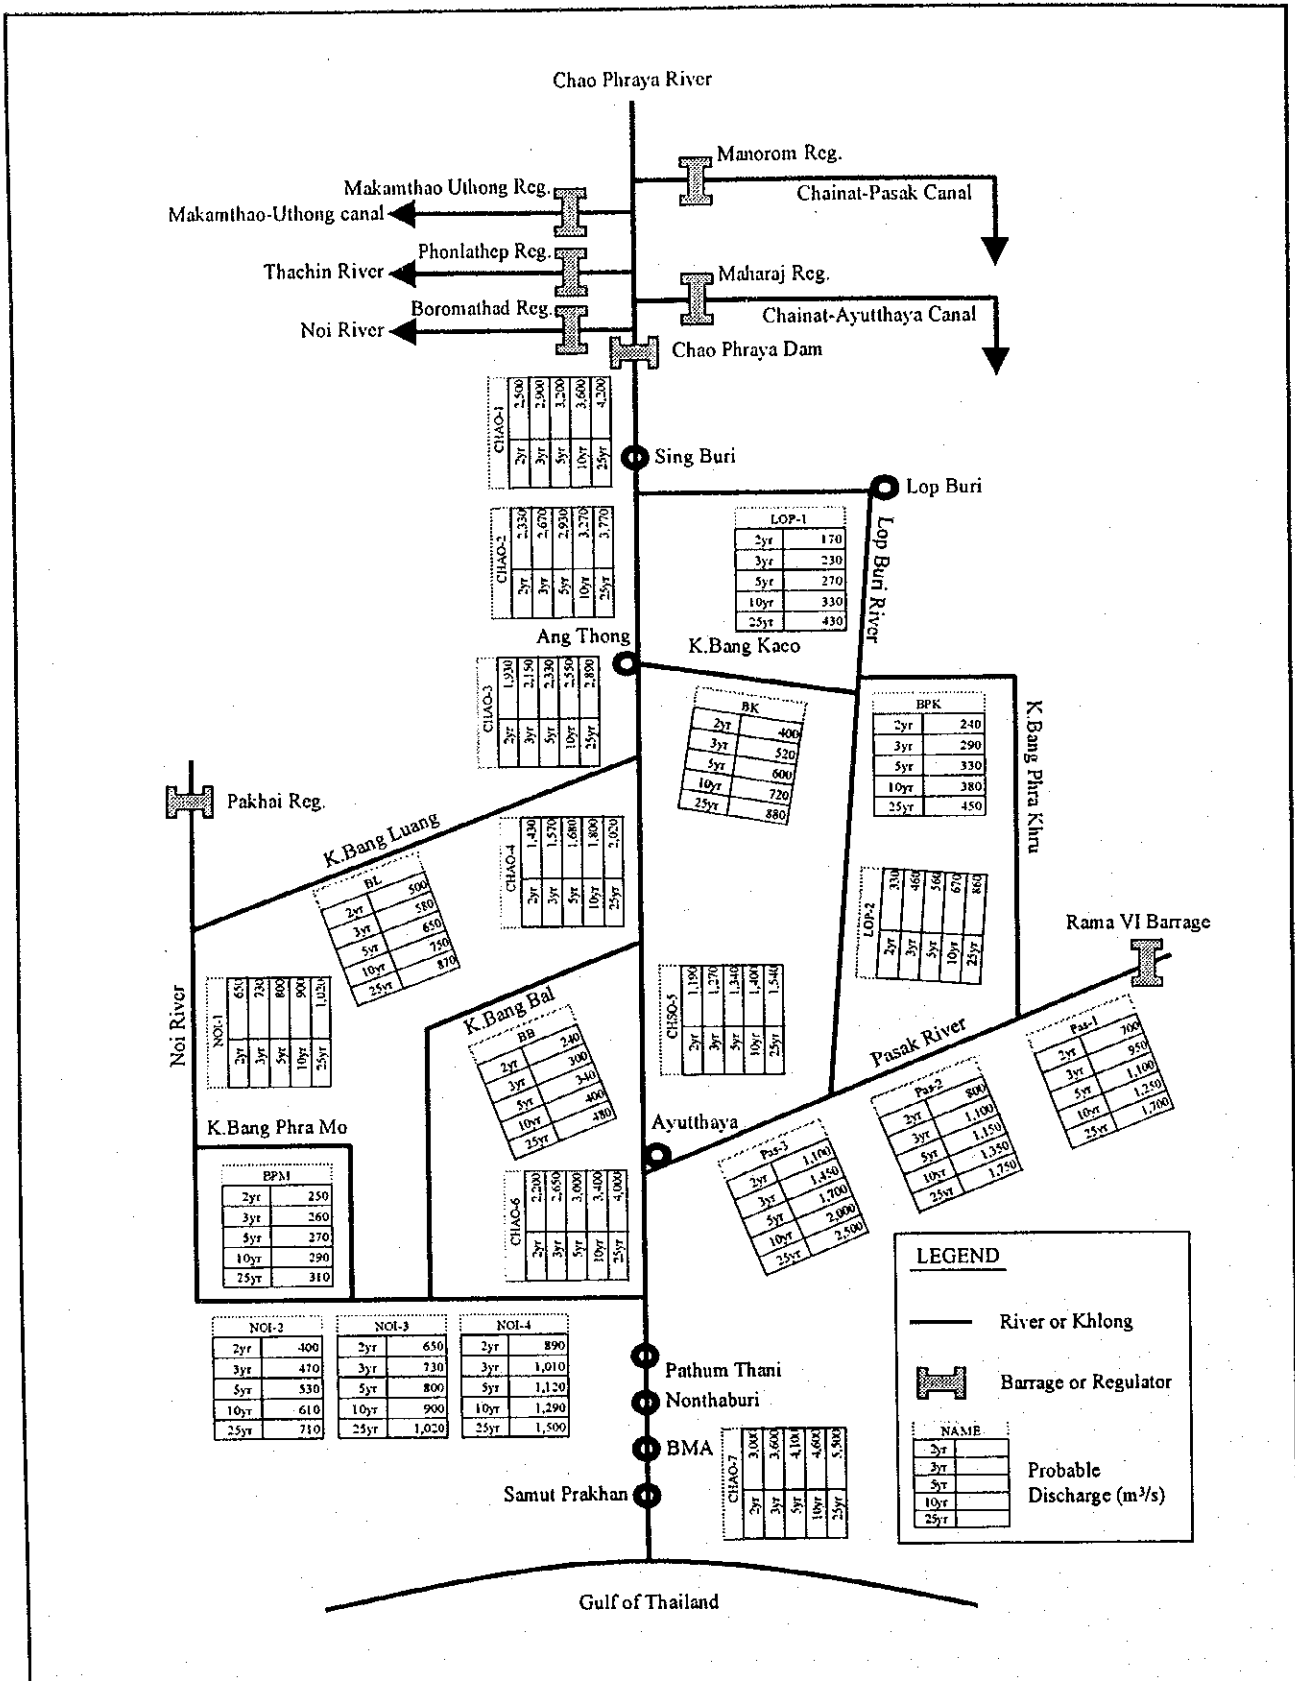 Chao Phraya River
Manorom Reg.
Chainat-Pasak Canal
Makamthao Uthong Reg.
Makamthao-Uthong canal
Phonlathep Reg.
Thachin River
Maharaj Reg.
Chainat-Ayutthaya Canal
Boromathad Reg.
Noi River
Chao Phraya Dam
CHAO-1
2yr 2,500
3yr 2,900
5yr 3,200
10yr 3,600
25yr 4,200
Sing Buri
Lop Buri
CHAO-2
2yr 2,330
3yr 2,670
5yr 2,930
10yr 3,270
25yr 3,770
LOP-1
2yr 170
3yr 230
5yr 270
10yr 330
25yr 430
Lop Buri River
Ang Thong
K.Bang Kaeo
CHAO-3
2yr 1,930
3yr 2,150
5yr 2,330
10yr 2,550
25yr 2,890
BK
2yr 400
3yr 520
5yr 600
10yr 720
25yr 880
BPK
2yr 240
3yr 290
5yr 330
10yr 380
25yr 450
K.Bang Phra Khru
Pakhai Reg.
K.Bang Luang
BL
2yr 500
3yr 580
5yr 650
10yr 750
25yr 870
CHAO-4
2yr 1,430
3yr 1,570
5yr 1,680
10yr 1,800
25yr 2,020
LOP-2
2yr 330
3yr 460
5yr 560
10yr 670
25yr 860
Rama VI Barrage
Noi River
NOI-1
2yr 650
3yr 730
5yr 800
10yr 900
25yr 1,020
K.Bang Bal
BB
2yr 240
3yr 300
5yr 340
10yr 400
25yr 480
CHSO-5
2yr 1,190
3yr 1,270
5yr 1,340
10yr 1,400
25yr 1,540
Pasak River
Pas-1
2yr 700
3yr 950
5yr 1,100
10yr 1,250
25yr 1,700
Pas-2
2yr 800
3yr 1,100
5yr 1,150
10yr 1,350
25yr 1,750
Ayutthaya
Pas-3
2yr 1,100
3yr 1,450
5yr 1,700
10yr 2,000
25yr 2,500
K.Bang Phra Mo
BPM
2yr 250
3yr 260
5yr 270
10yr 290
25yr 310
CHAO-6
2yr 2,200
3yr 2,650
5yr 3,000
10yr 3,400
25yr 4,000
NOI-2
2yr 400
3yr 470
5yr 530
10yr 610
25yr 710
NOI-3
2yr 650
3yr 730
5yr 800
10yr 900
25yr 1,020
NOI-4
2yr 890
3yr 1,010
5yr 1,120
10yr 1,290
25yr 1,500
Pathum Thani
Nonthaburi
BMA
Samut Prakhan
CHAO-7
2yr 3,000
3yr 3,600
5yr 4,100
10yr 4,600
25yr 5,500
LEGEND
River or Khlong
Barrage or Regulator
NAME
2yr
3yr
5yr
10yr
25yr
Probable
Discharge (m³/s)
Gulf of Thailand